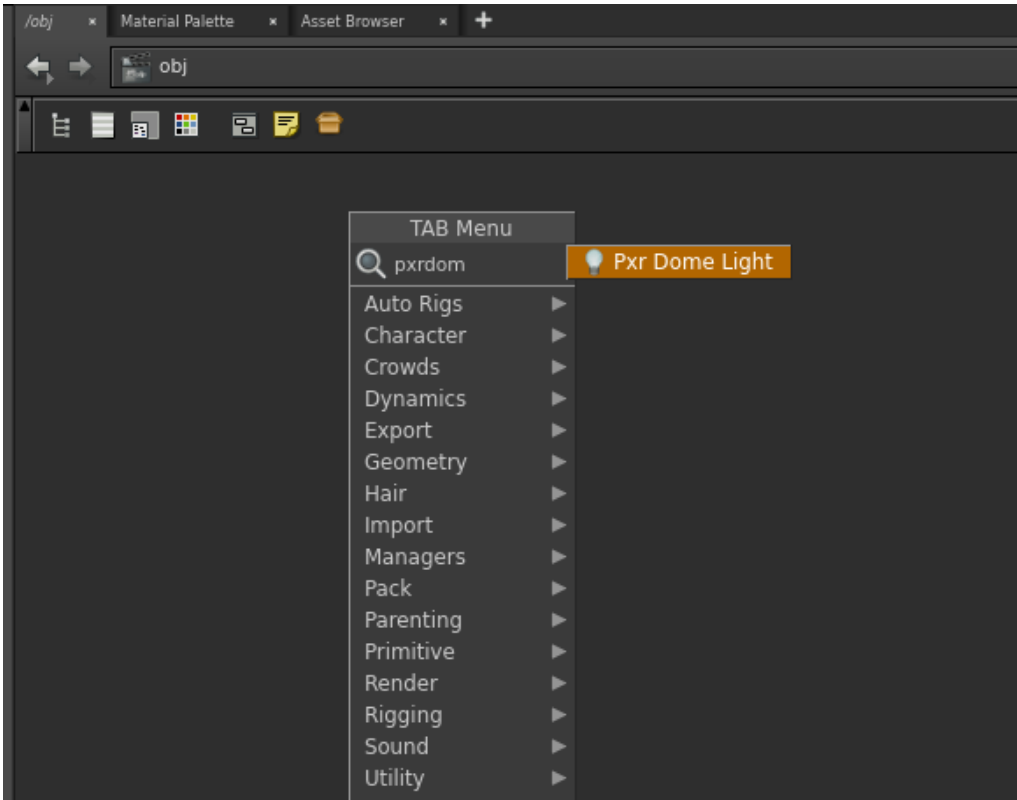 /obj Material Palette Asset Browser
obj
TAB Menu
pxrdom Pxr Dome Light
Auto Rigs
Character
Crowds
Dynamics
Export
Geometry
Hair
Import
Managers
Pack
Parenting
Primitive
Render
Rigging
Sound
Utility